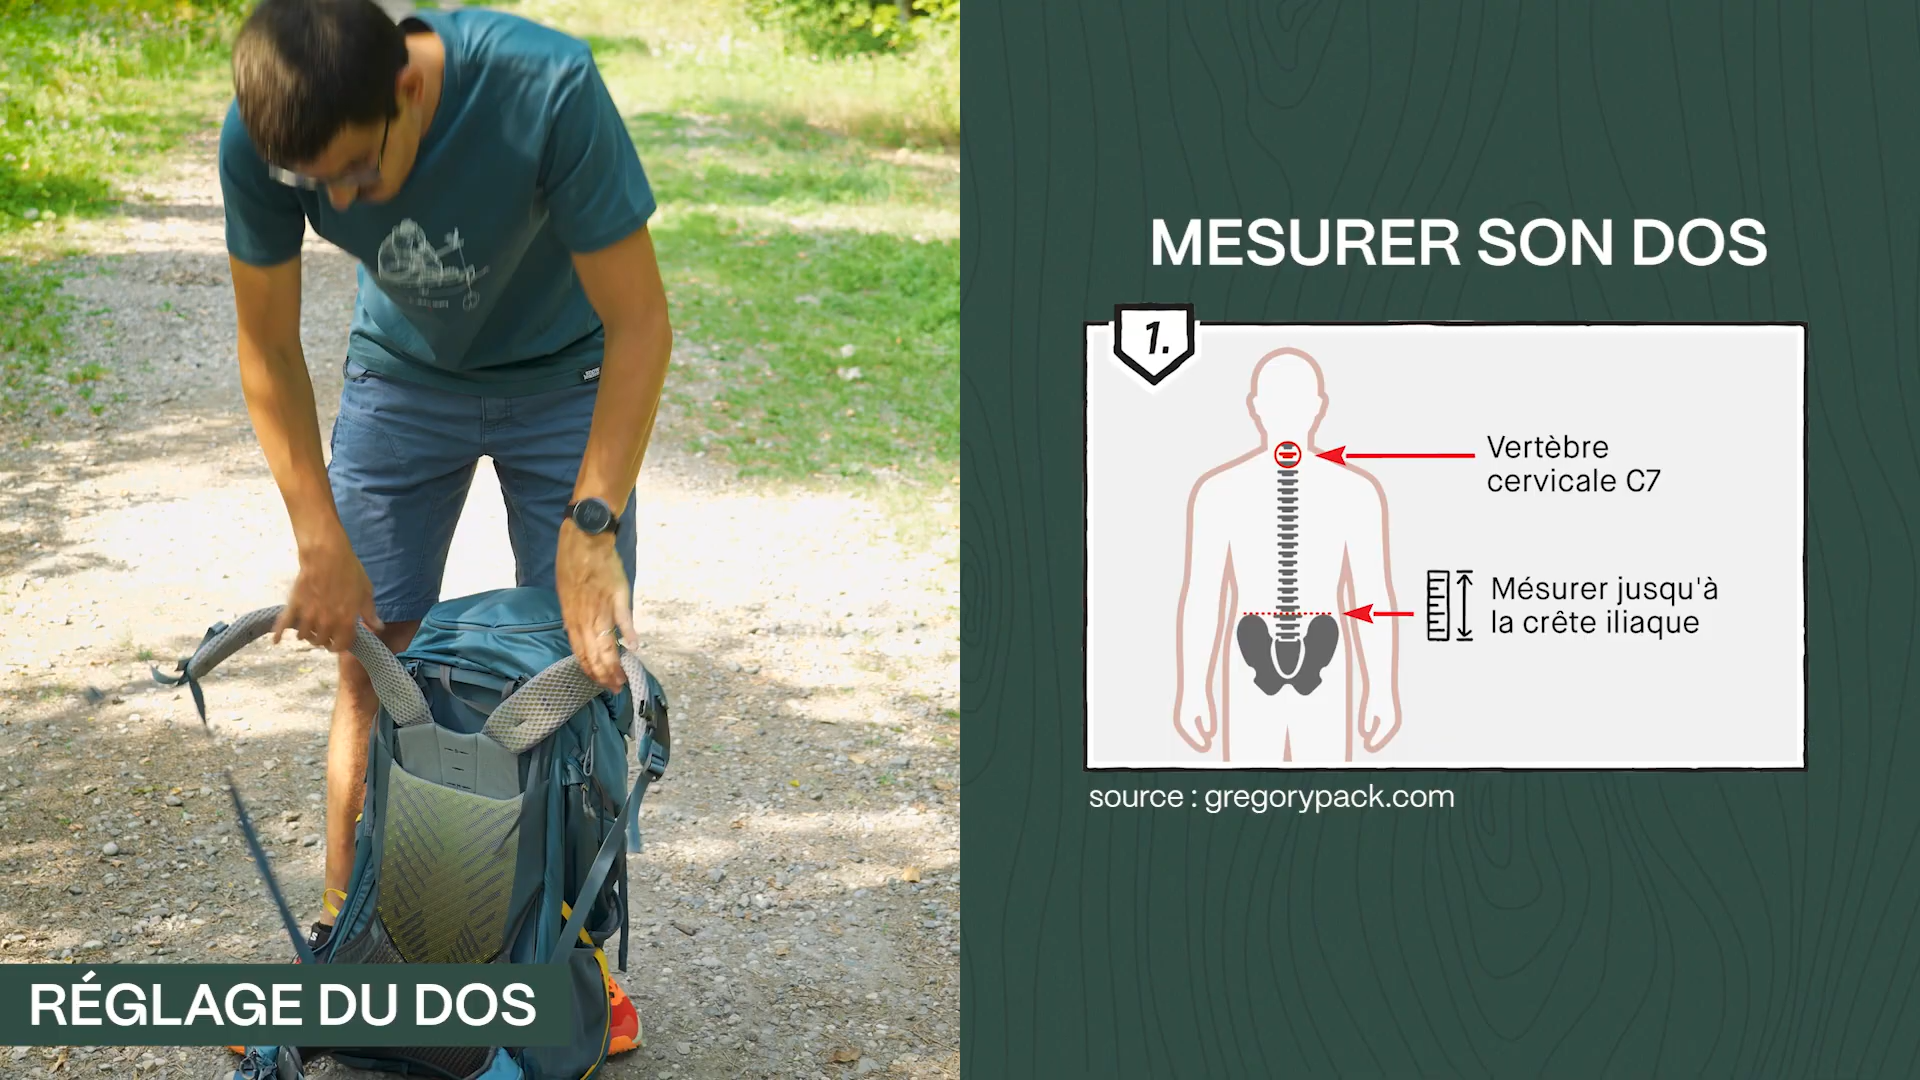 MESURER SON DOS
1.
Vertèbre
cervicale C7
Mésurer jusqu'à
la crête iliaque
source : gregorypack.com
RÉGLAGE DU DOS